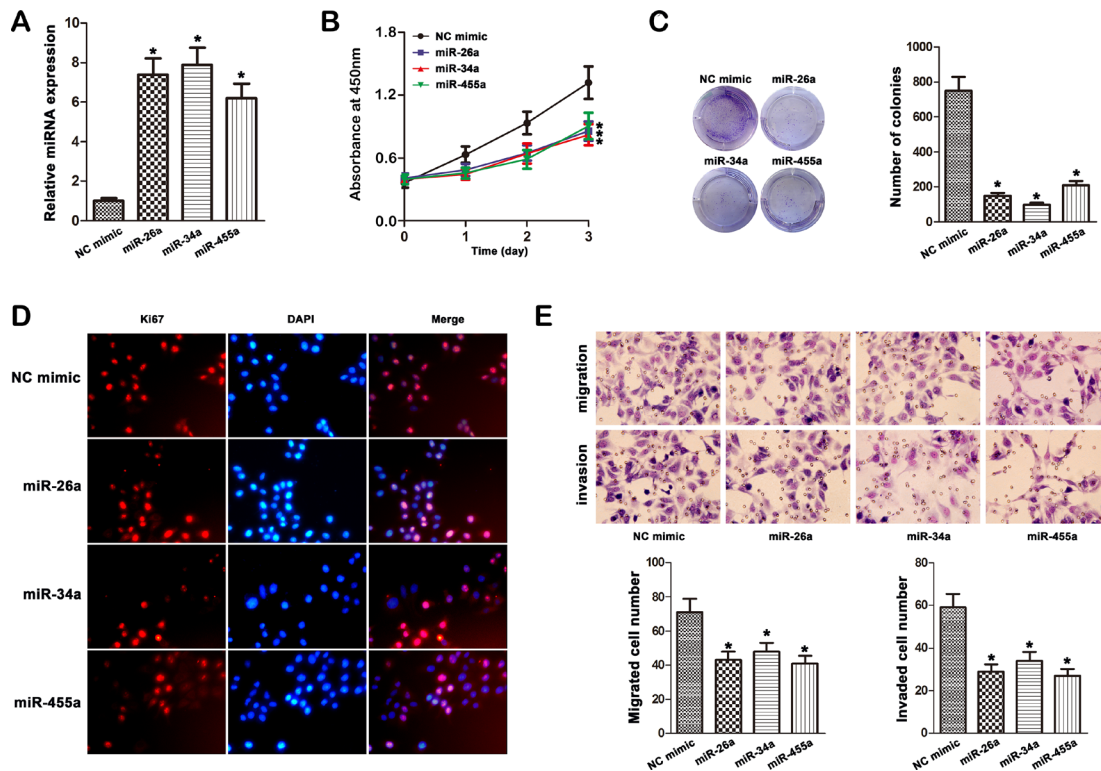 A
Relative miRNA expression
10
8
6
4
2
0
*
*
*
NC mimic
miR-26a
miR-34a
miR-455a
B
Absorbance at 450nm
1.8
1.2
0.6
0.0
NC mimic
miR-26a
miR-34a
miR-455a
***
0
1
2
3
Time (day)
C
NC mimic
miR-26a
miR-34a
miR-455a
Number of colonies
1000
800
600
400
200
0
*
*
*
NC mimic
miR-26a
miR-34a
miR-455a
D
Ki67
DAPI
Merge
NC mimic
miR-26a
miR-34a
miR-455a
E
migration
invasion
NC mimic
miR-26a
miR-34a
miR-455a
Migrated cell number
100
80
60
40
20
0
*
*
*
NC mimic
miR-26a
miR-34a
miR-455a
Invaded cell number
80
60
40
20
0
*
*
*
NC mimic
miR-26a
miR-34a
miR-455a